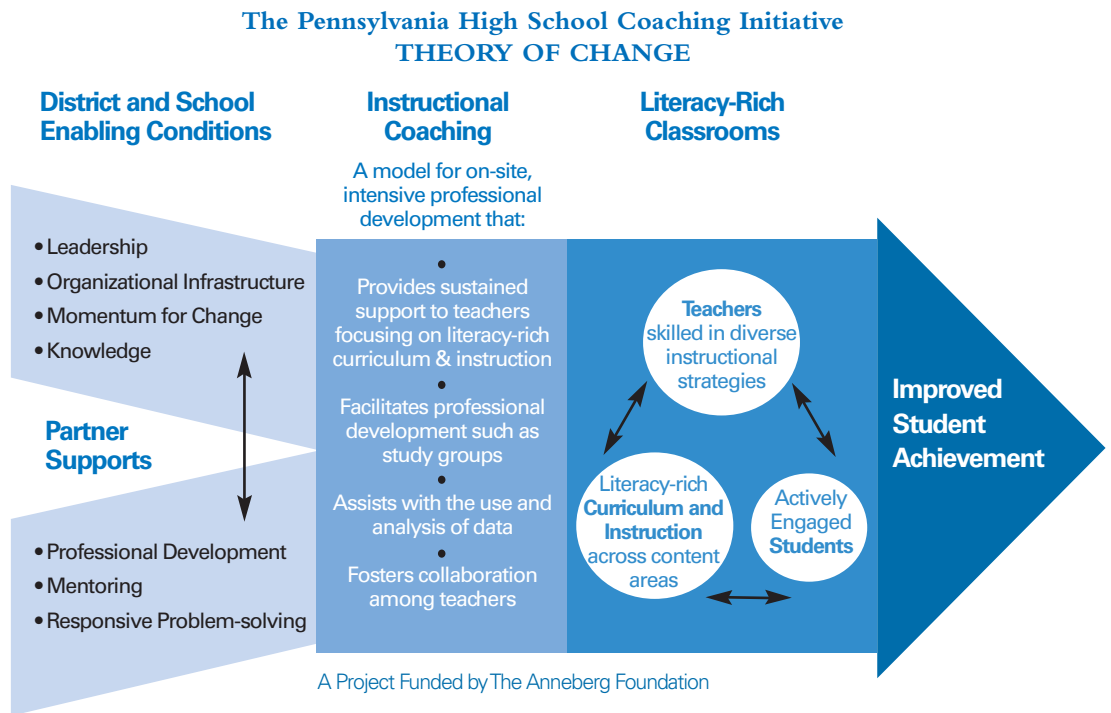 The Pennsylvania High School Coaching Initiative
THEORY OF CHANGE
District and School
Enabling Conditions
• Leadership
• Organizational Infrastructure
• Momentum for Change
• Knowledge
Partner
Supports
• Professional Development
• Mentoring
• Responsive Problem-solving
Instructional
Coaching
A model for on-site,
intensive professional
development that:
•
Provides sustained
support to teachers
focusing on literacy-rich
curriculum & instruction
•
Facilitates professional
development such as
study groups
•
Assists with the use and
analysis of data
•
Fosters collaboration
among teachers
Literacy-Rich
Classrooms
Teachers
skilled in diverse
instructional
strategies
Literacy-rich
Curriculum and
Instruction
across content
areas
Actively
Engaged
Students
Improved
Student
Achievement
A Project Funded by The Anneberg Foundation